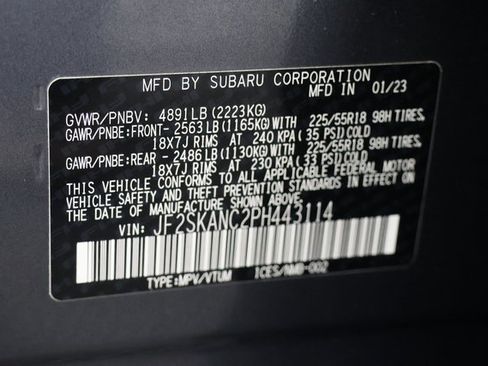 MFD BY SUBARU CORPORATION
MFD IN 01/23
GVWR/PNBV: 4891LB (2223KG)
GAWR/PNBE:FRONT-2563LB (1165KG) WITH 225/55R18 98H TIRES,
18X7J RIMS AT 240 KPA ( 35 PSI)COLD
GAWR/PNBE:REAR -2486LB (1130KG) WITH 225/55R18 98H TIRES,
18X7J RIMS AT 230 KPA ( 33 PSI)COLD
THIS VEHICLE CONFORMS TO ALL APPLICABLE FEDERAL MOTOR
VEHICLE SAFETY AND THEFT PREVENTION STANDARDS IN EFFECT ON
THE DATE OF MANUFACTURE SHOWN ABOVE.
VIN: JF2SKANC2PH443114
TYPE:MPV/VTUM ICES/NMB-002